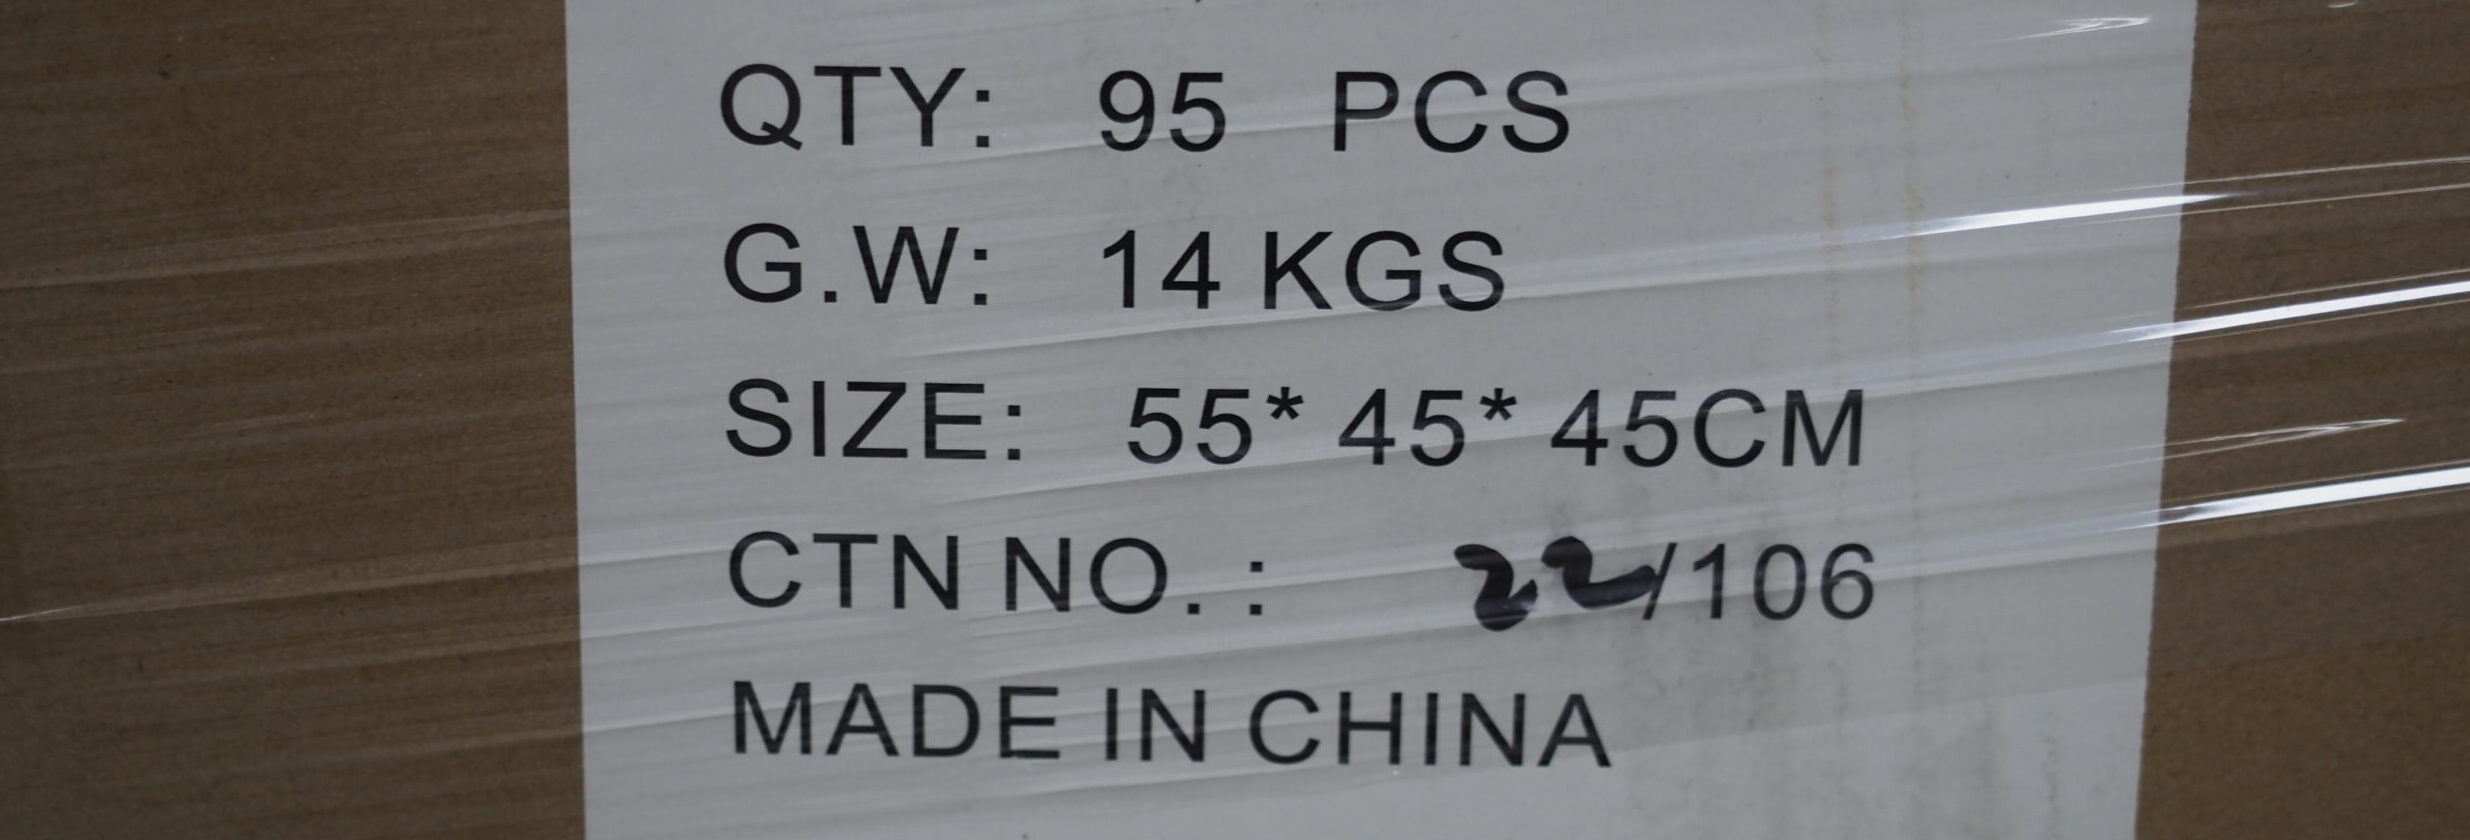 QTY: 95 PCS
G.W: 14 KGS
SIZE: 55* 45* 45CM
CTN NO. : 22/106
MADE IN CHINA